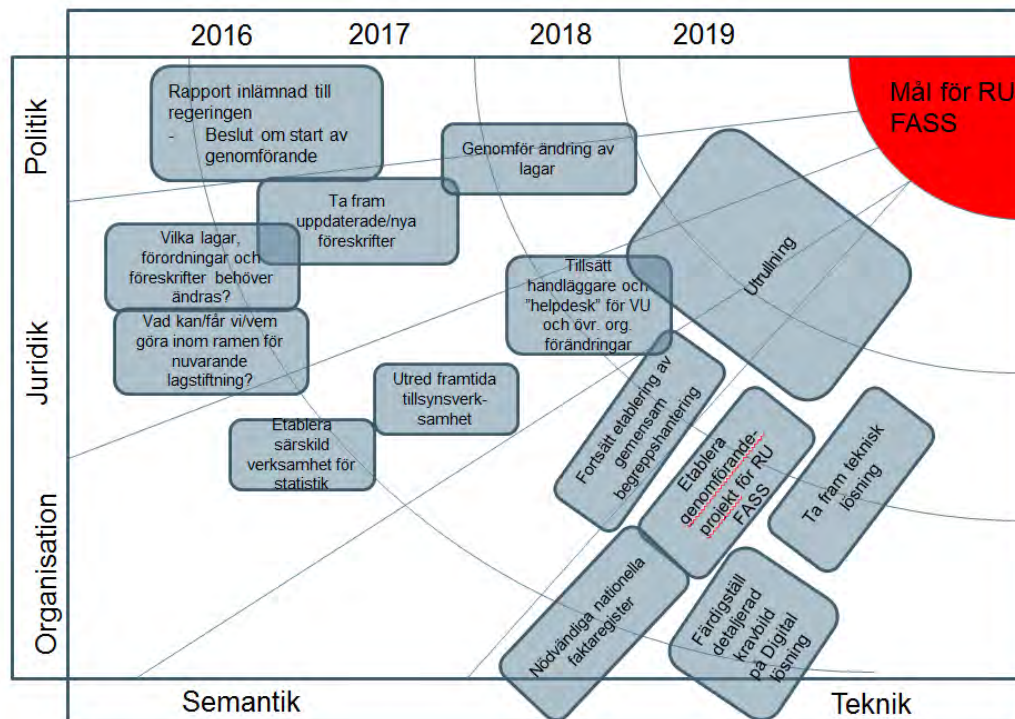 2016
2017
2018
2019
Politik
Juridik
Organisation
Semantik
Teknik
Mål för RU
FASS
Rapport inlämnad till
regeringen
- Beslut om start av
genomförande
Genomför ändring av
lagar
Ta fram
uppdaterade/nya
föreskrifter
Vilka lagar,
förordningar och
föreskrifter behöver
ändras?
Vad kan/får vi/vem
göra inom ramen för
nuvarande
lagstiftning?
Tillsätt
handläggare och
”helpdesk” för VU
och övr. org.
förändringar
Utrullning
Utred framtida
tillsynsverk-
samhet
Etablera
särskild
verksamhet för
statistik
Fortsätt etablering av
gemensam
begreppshantering
Etablera
genomförande-
projekt för RU
FASS
Ta fram teknisk
lösning
Nödvändiga nationella
faktaregister
Färdigställ
detaljerad
kravbild
på Digital
lösning